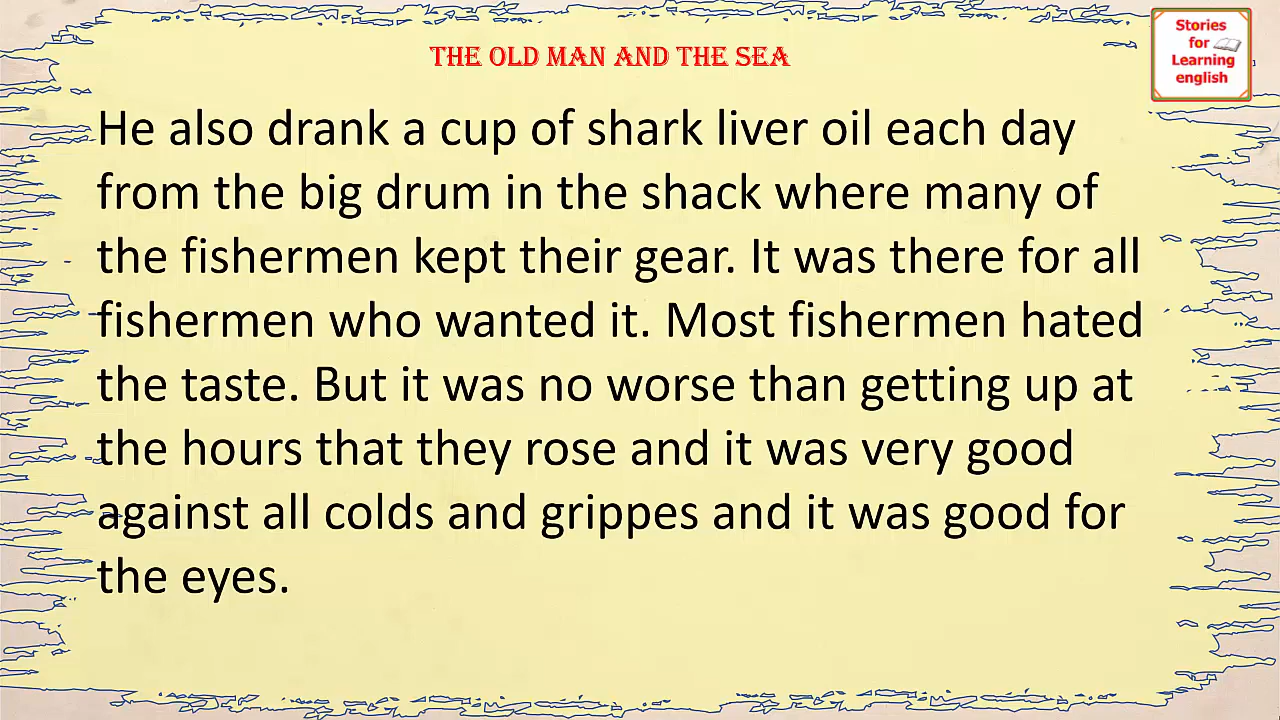 THE OLD MAN AND THE SEA
Stories
for
Learning
english
He also drank a cup of shark liver oil each day
from the big drum in the shack where many of
the fishermen kept their gear. It was there for all
fishermen who wanted it. Most fishermen hated
the taste. But it was no worse than getting up at
the hours that they rose and it was very good
against all colds and grippes and it was good for
the eyes.